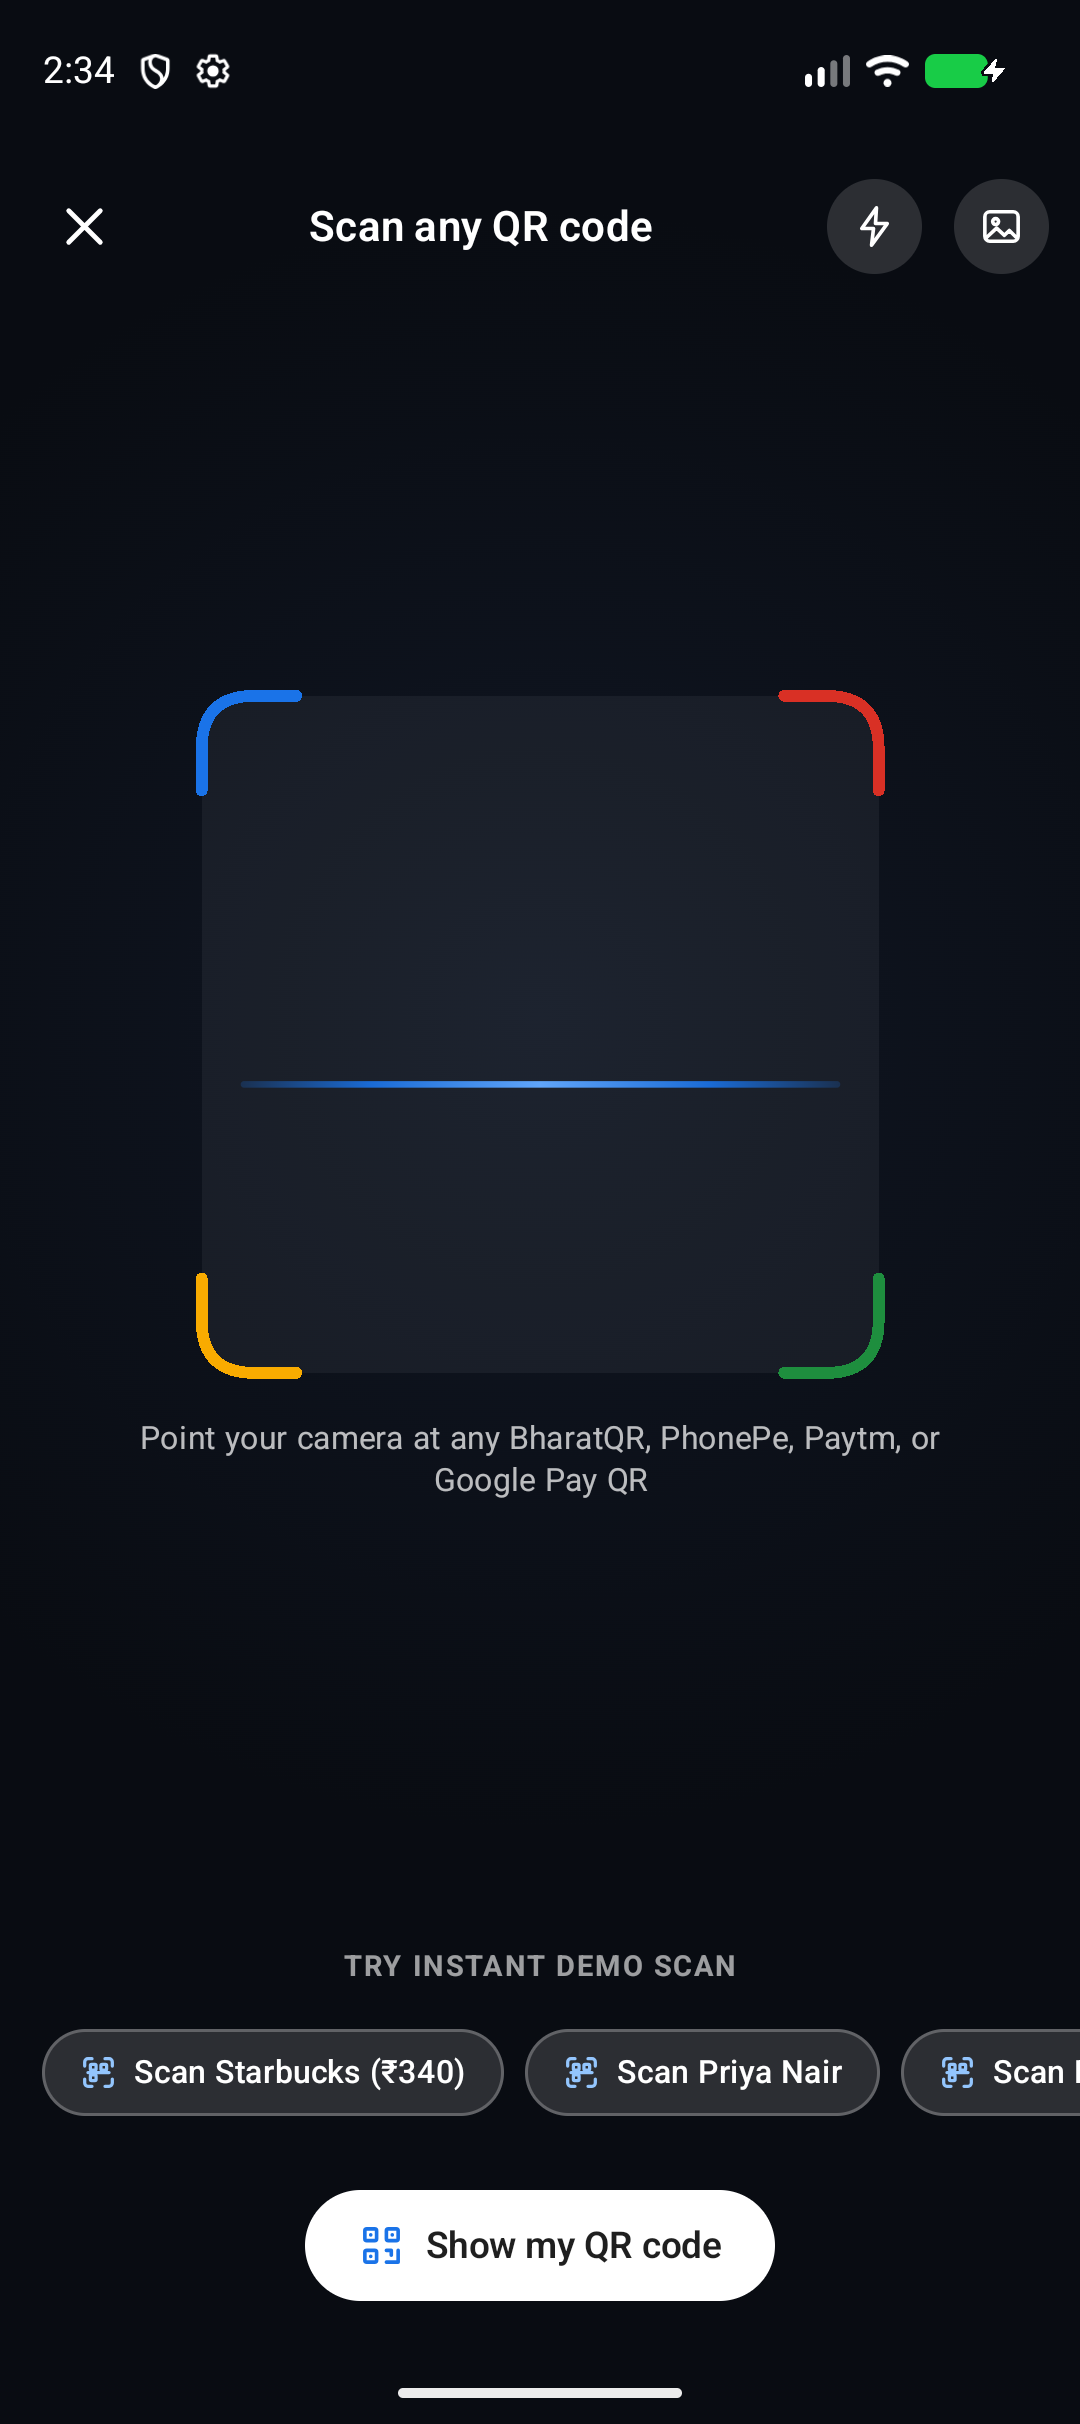 2:34
Scan any QR code
Point your camera at any BharatQR, PhonePe, Paytm, or
Google Pay QR
TRY INSTANT DEMO SCAN
Scan Starbucks (₹340)
Scan Priya Nair
Scan
Show my QR code